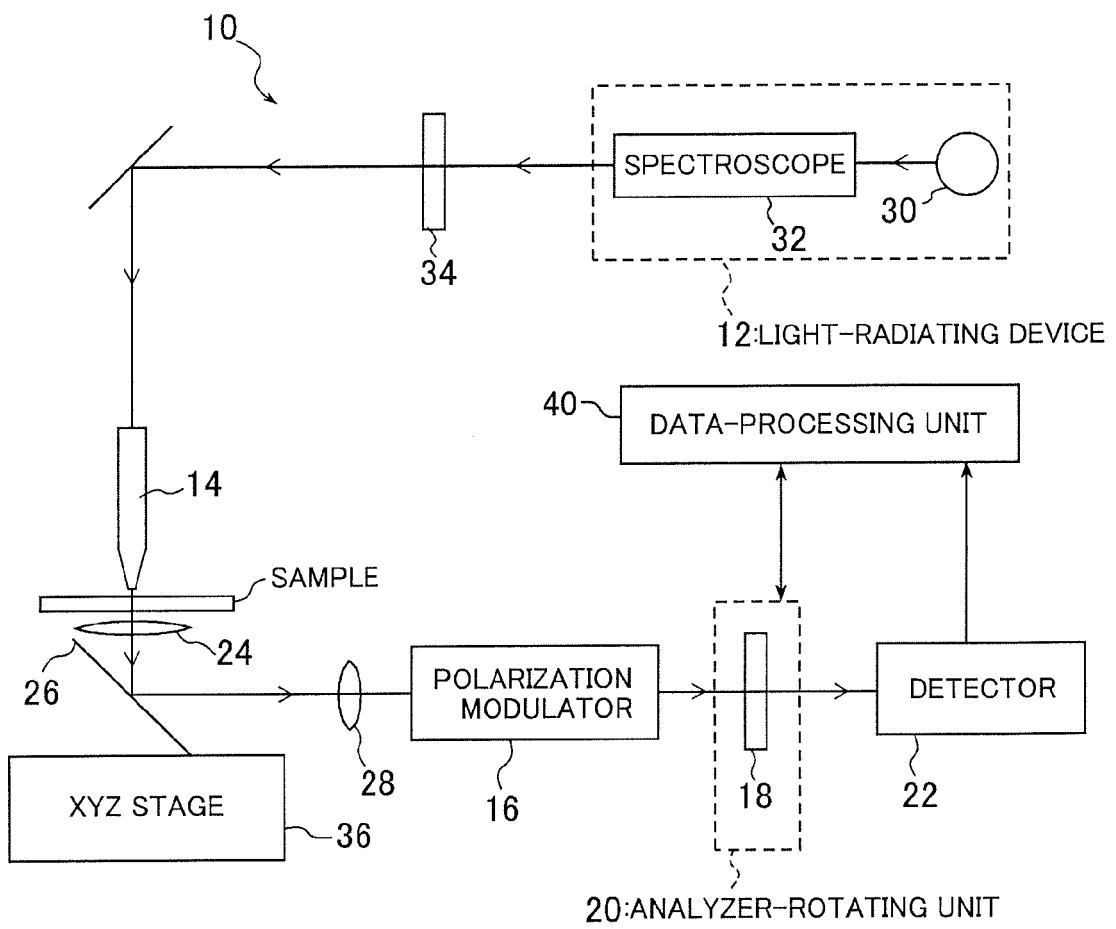 10
SPECTROSCOPE
30
32
34
12:LIGHT-RADIATING DEVICE
40
DATA-PROCESSING UNIT
14
SAMPLE
24
26
POLARIZATION
MODULATOR
DETECTOR
28
16
18
22
XYZ STAGE
36
20:ANALYZER-ROTATING UNIT